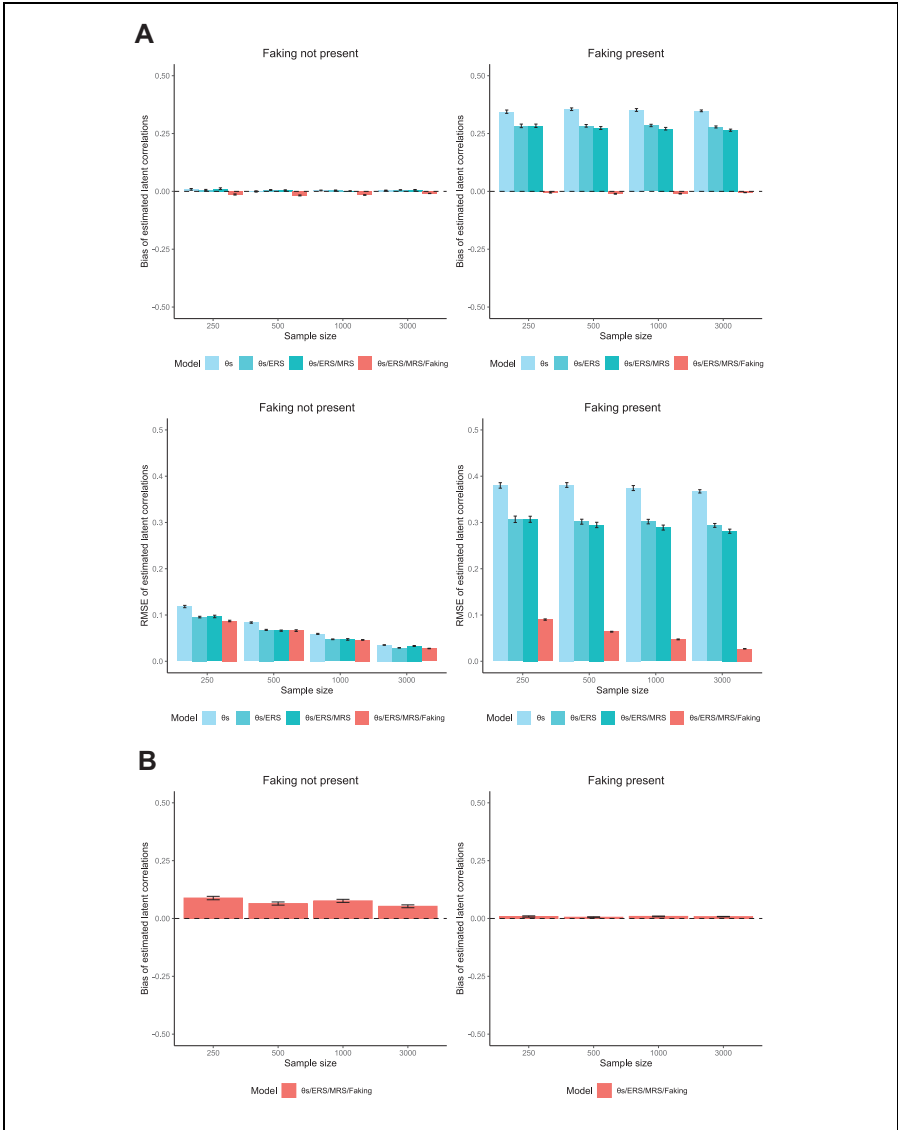 A
Faking not present
Bias of estimated latent correlations
0.50
0.25
0.00
−0.25
−0.50
250 500 1000 3000
Sample size
Model θs θs/ERS θs/ERS/MRS θs/ERS/MRS/Faking
Faking present
Bias of estimated latent correlations
0.50
0.25
0.00
−0.25
−0.50
250 500 1000 3000
Sample size
Model θs θs/ERS θs/ERS/MRS θs/ERS/MRS/Faking
Faking not present
RMSE of estimated latent correlations
0.5
0.4
0.3
0.2
0.1
0.0
250 500 1000 3000
Sample size
Model θs θs/ERS θs/ERS/MRS θs/ERS/MRS/Faking
Faking present
RMSE of estimated latent correlations
0.5
0.4
0.3
0.2
0.1
0.0
250 500 1000 3000
Sample size
Model θs θs/ERS θs/ERS/MRS θs/ERS/MRS/Faking
B
Faking not present
Bias of estimated latent correlations
0.50
0.25
0.00
−0.25
−0.50
250 500 1000 3000
Sample size
Model θs/ERS/MRS/Faking
Faking present
Bias of estimated latent correlations
0.50
0.25
0.00
−0.25
−0.50
250 500 1000 3000
Sample size
Model θs/ERS/MRS/Faking